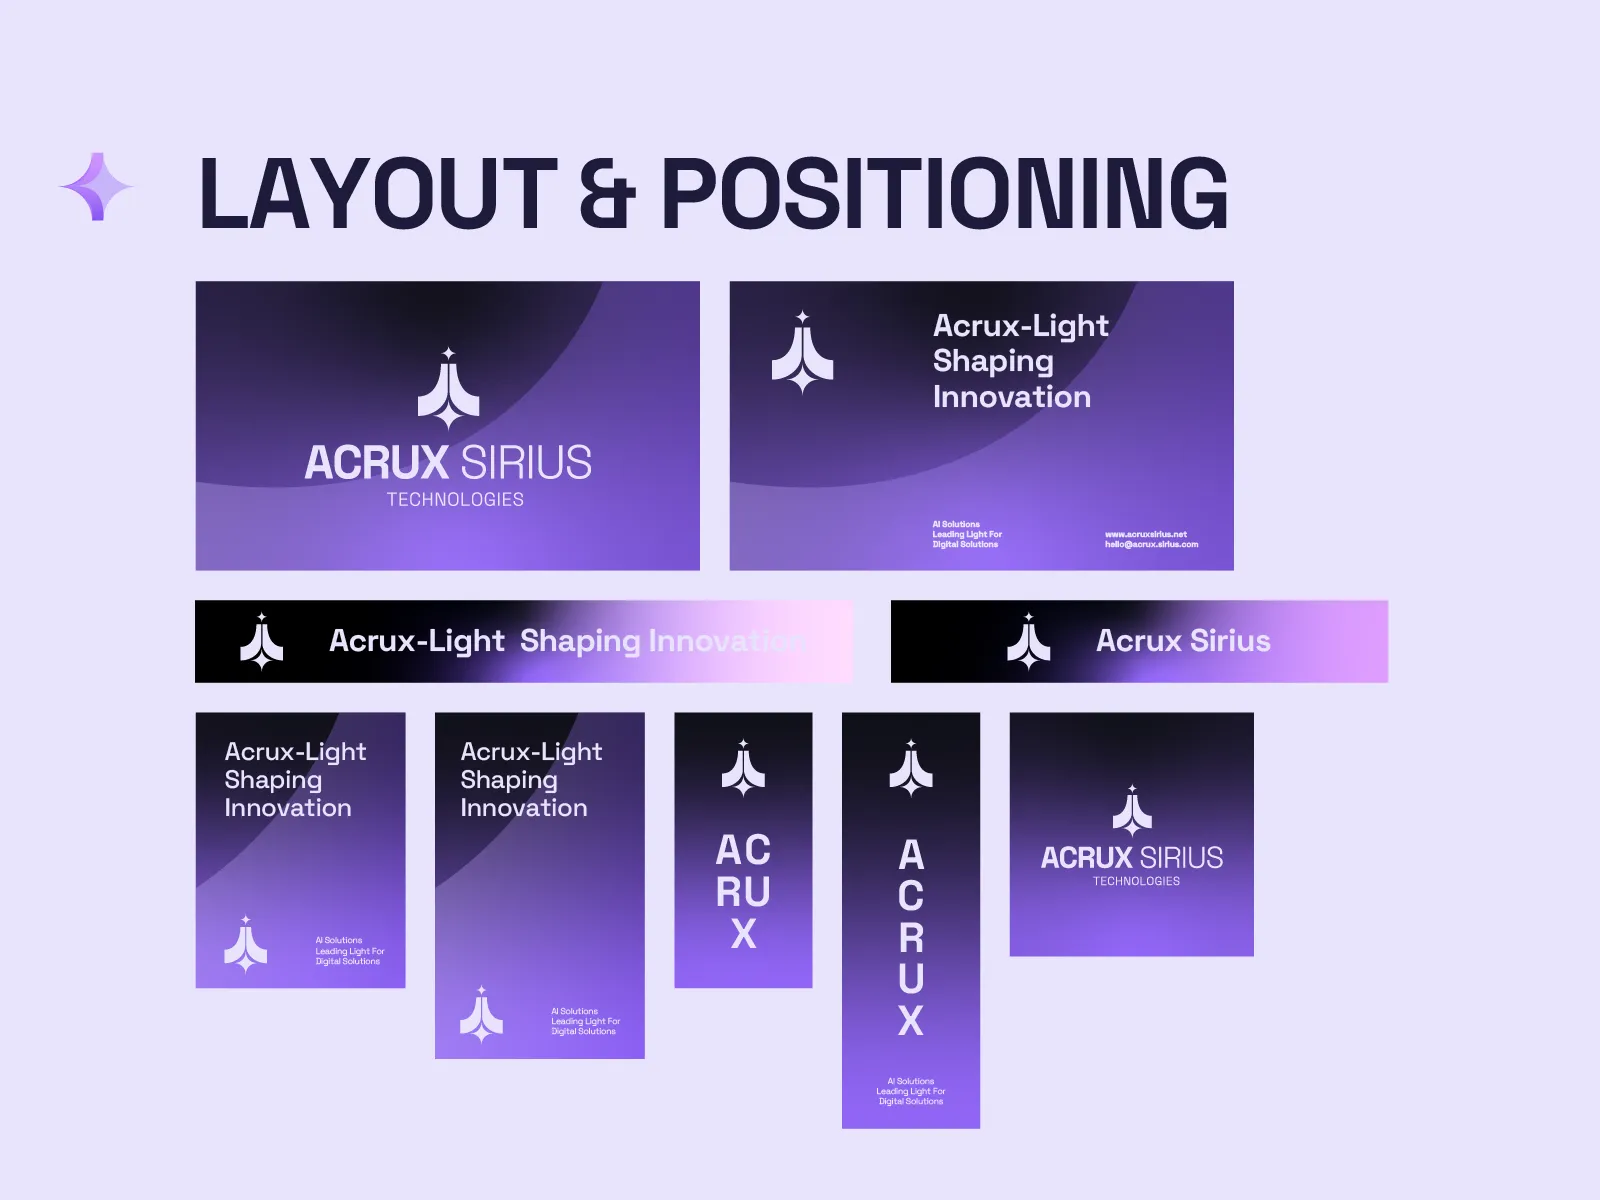 LAYOUT & POSITIONING
ACRUX SIRIUS
TECHNOLOGIES
Acrux-Light
Shaping
Innovation
AI Solutions
Leading Light For
Digital Solutions
www.acruxsirius.net
hello@acrux.sirius.com
Acrux-Light  Shaping Innovation
Acrux Sirius
Acrux-Light
Shaping
Innovation
AI Solutions
Leading Light For
Digital Solutions
Acrux-Light
Shaping
Innovation
AI Solutions
Leading Light For
Digital Solutions
AC
RU
X
A
C
R
U
X
AI Solutions
Leading Light For
Digital Solutions
ACRUX SIRIUS
TECHNOLOGIES